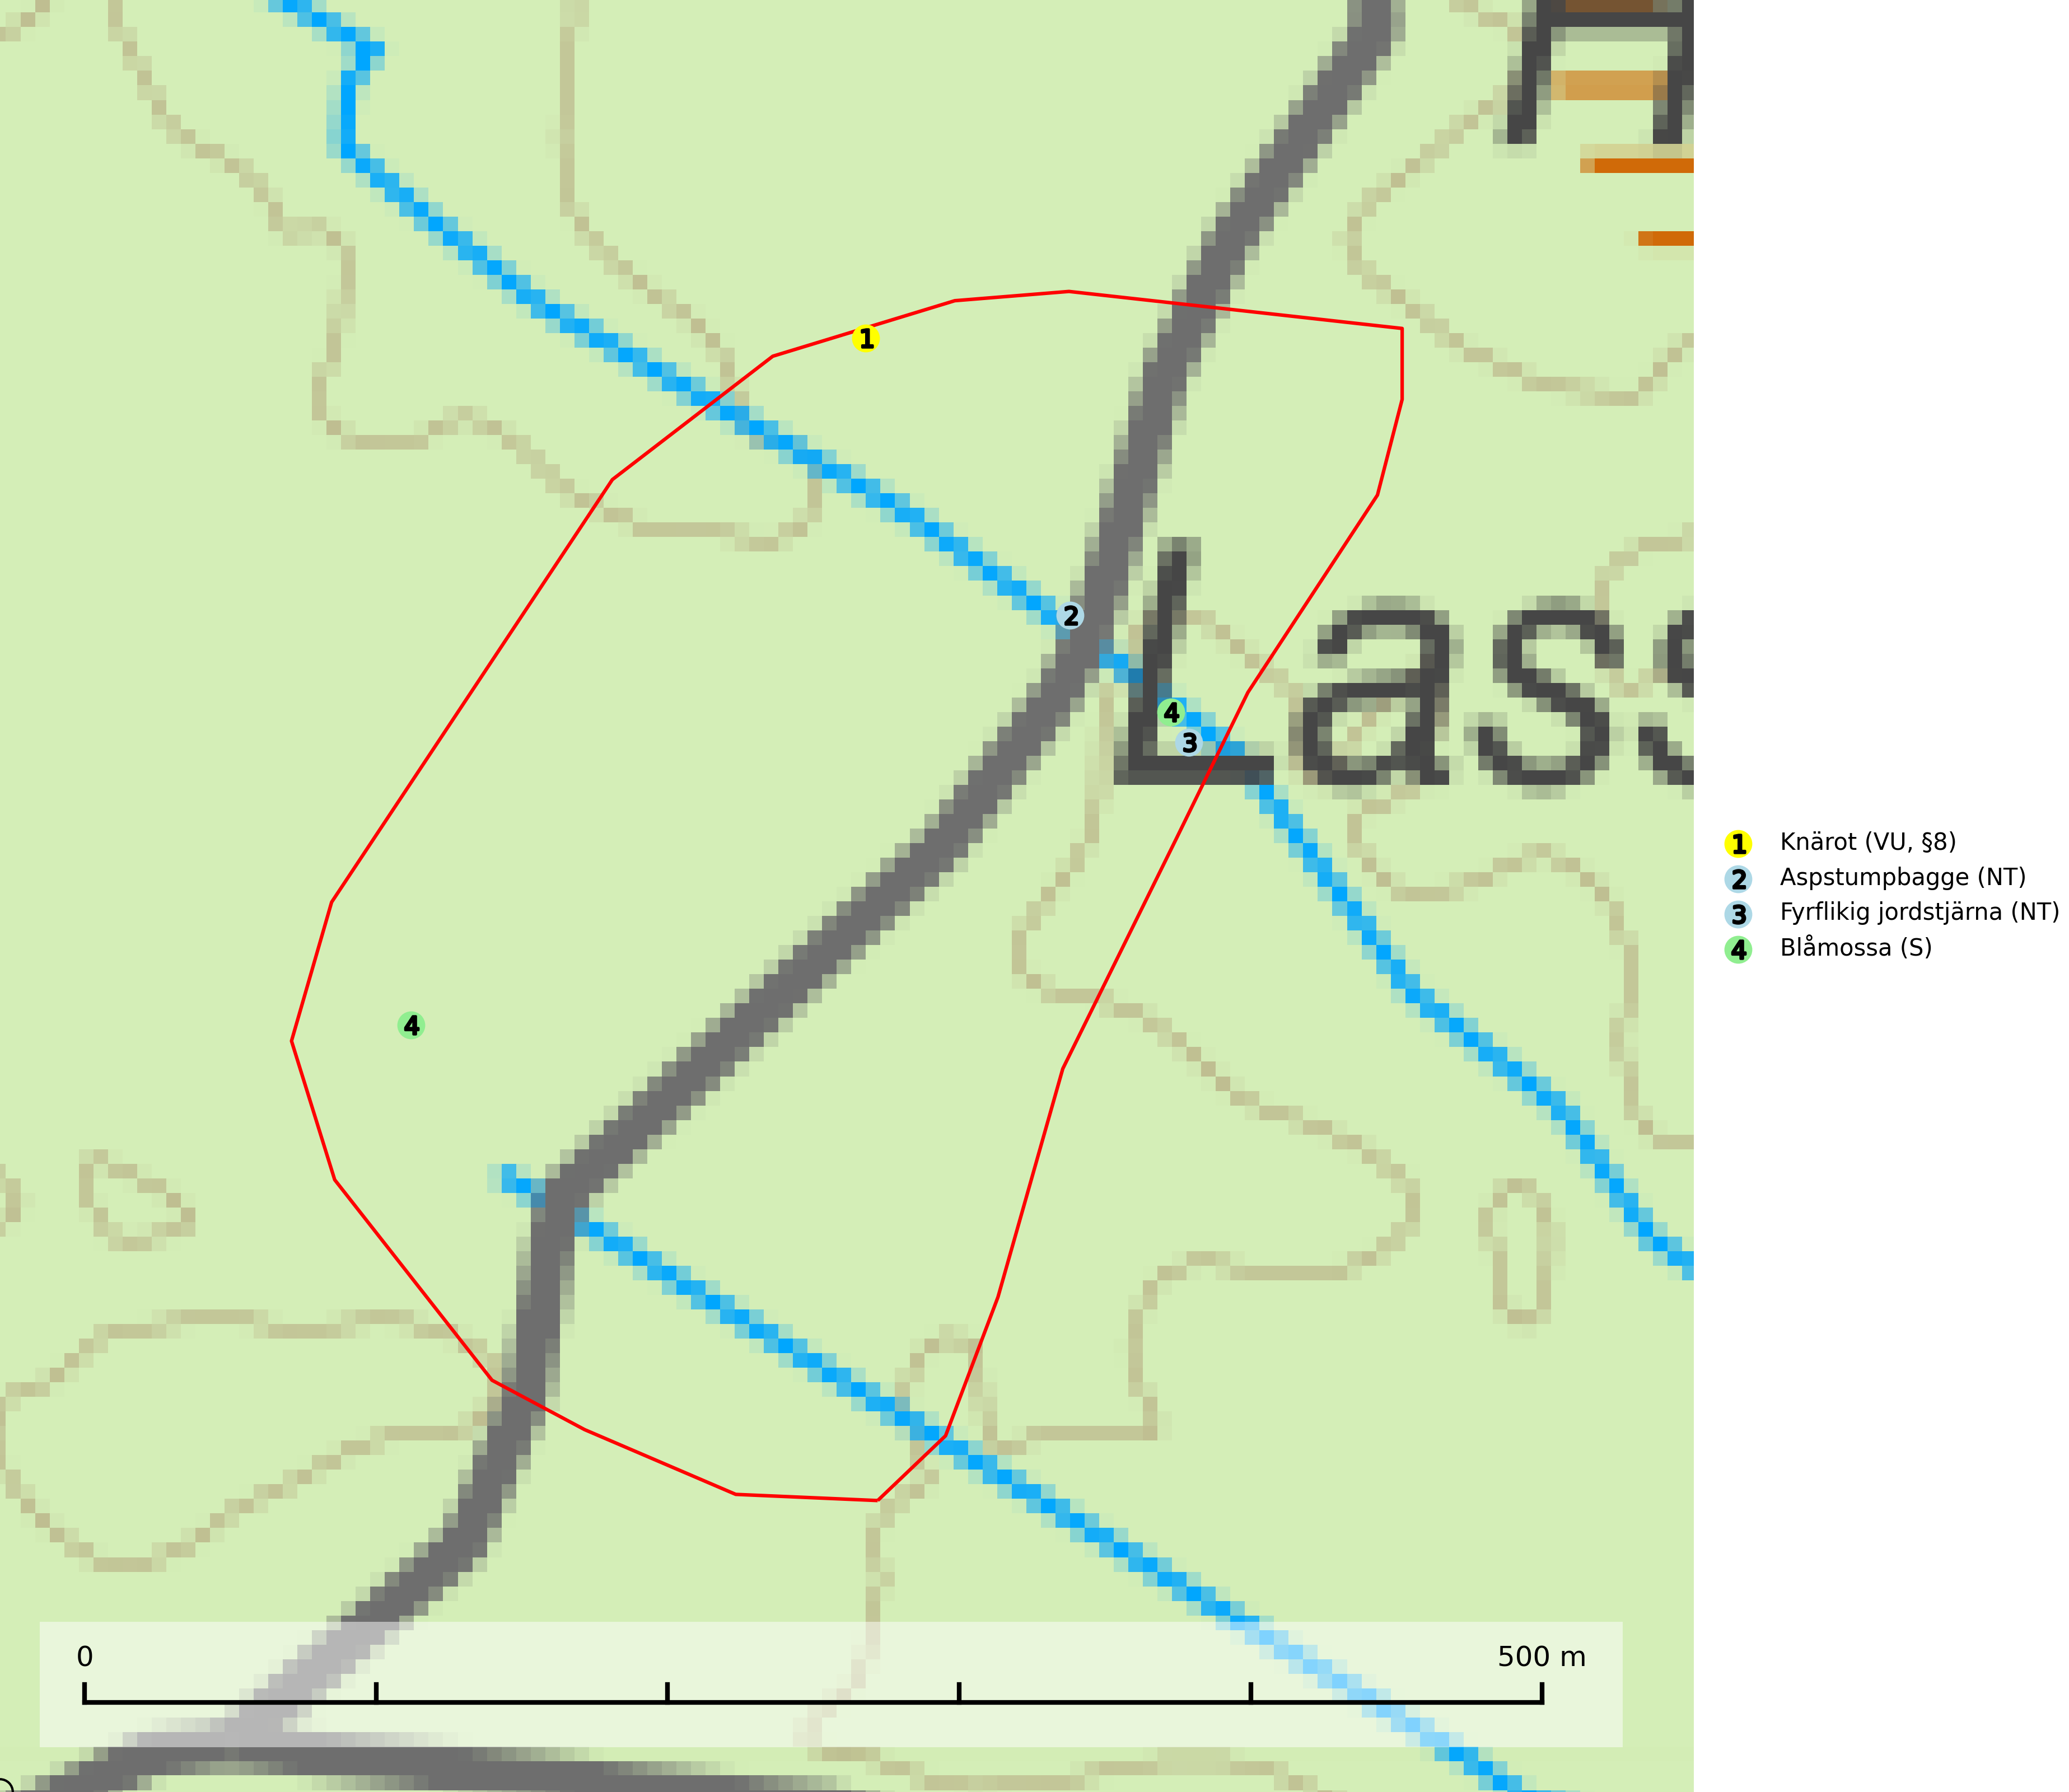 1
2
Lass
4
3
4
1 Knärot (VU, §8)
2 Aspstumpbagge (NT)
3 Fyrflikig jordstjärna (NT)
4 Blåmossa (S)
0 500 m